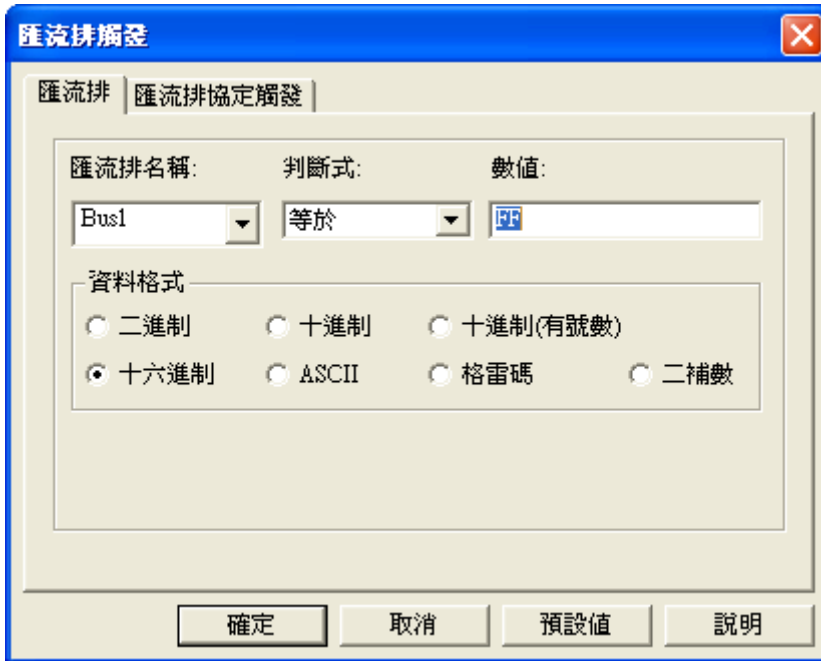 匯流排觸發
匯流排 匯流排協定觸發
匯流排名稱: 判斷式: 數值:
Bus1 等於 FF
資料格式
二進制 十進制 十進制(有號數)
十六進制 ASCII 格雷碼 二補數
確定 取消 預設值 說明